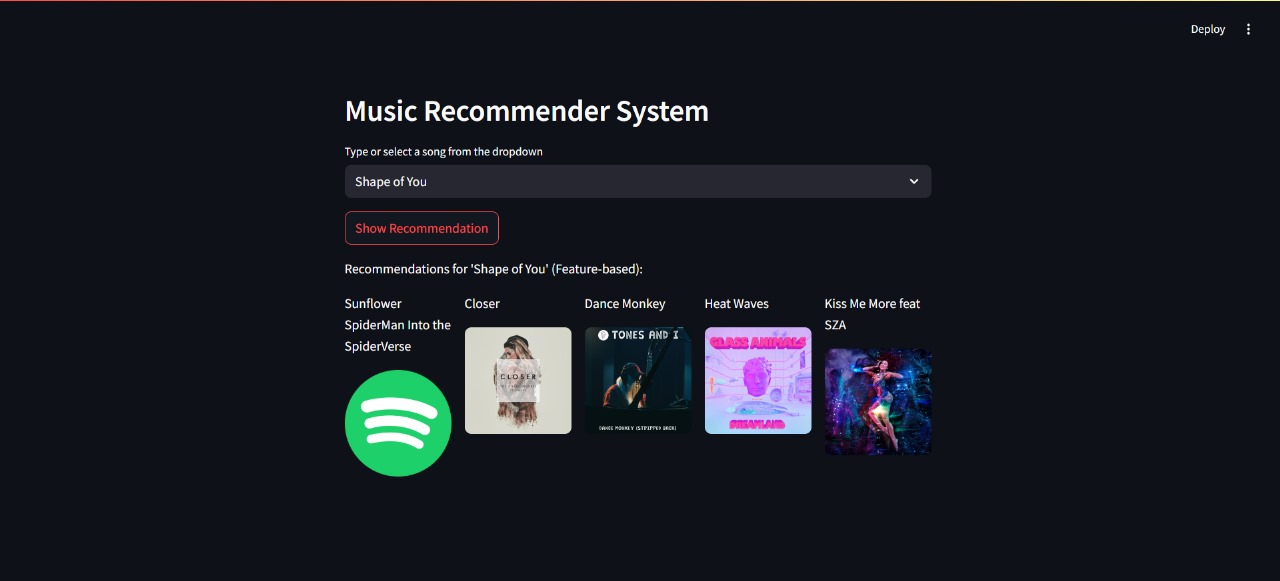 Deploy
Music Recommender System
Type or select a song from the dropdown
Shape of You
Show Recommendation
Recommendations for 'Shape of You' (Feature-based):
Sunflower
SpiderMan Into the
SpiderVerse
Closer
CLOSER
Dance Monkey
TONES AND I
DANCE MONKEY (STRIPPED BACK)
Heat Waves
GLASS ANIMALS
DREAMLAND
Kiss Me More feat
SZA